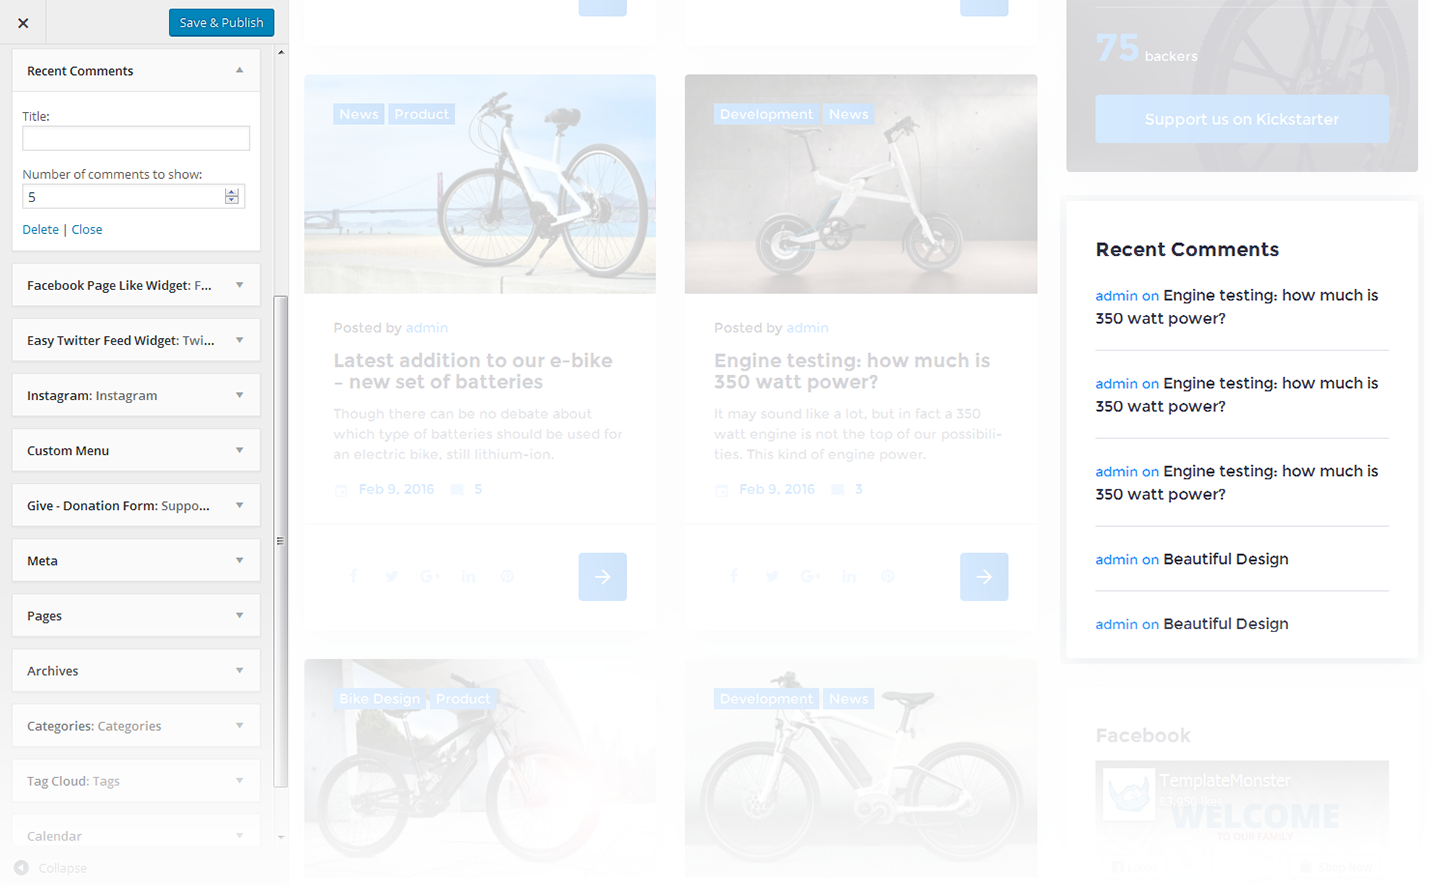 Save & Publish
Recent Comments
Title:
Number of comments to show:
5
Delete | Close
Facebook Page Like Widget: F...
Easy Twitter Feed Widget: Twi...
Instagram: Instagram
Custom Menu
Give - Donation Form: Suppo...
Meta
Pages
Archives
Categories: Categories
Tag Cloud: Tags
Calendar
Collapse
News Product
Posted by admin
Latest addition to our e-bike
- new set of batteries
Though there can be no debate about
which type of batteries should be used for
an electric bike, still lithium-ion.
Feb 9, 2016 5
Bike Design Product
Development News
Posted by admin
Engine testing: how much is
350 watt power?
It may sound like a lot, but in fact a 350
watt engine is not the top of our possibili-
ties. This kind of engine power.
Feb 9, 2016 3
Development News
75 backers
Support us on Kickstarter
Recent Comments
admin on Engine testing: how much is
350 watt power?
admin on Engine testing: how much is
350 watt power?
admin on Engine testing: how much is
350 watt power?
admin on Beautiful Design
admin on Beautiful Design
Facebook
TemplateMonster
WELCOME
TO OUR FAMILY
Shop Now